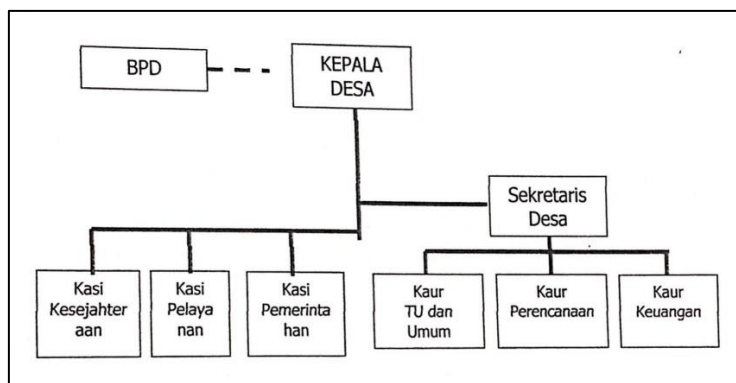 BPD
KEPALA
DESA
Sekretaris
Desa
Kasi
Kesejahter
aan
Kasi
Pelaya
nan
Kasi
Pemerinta
han
Kaur
TU dan
Umum
Kaur
Perencanaan
Kaur
Keuangan